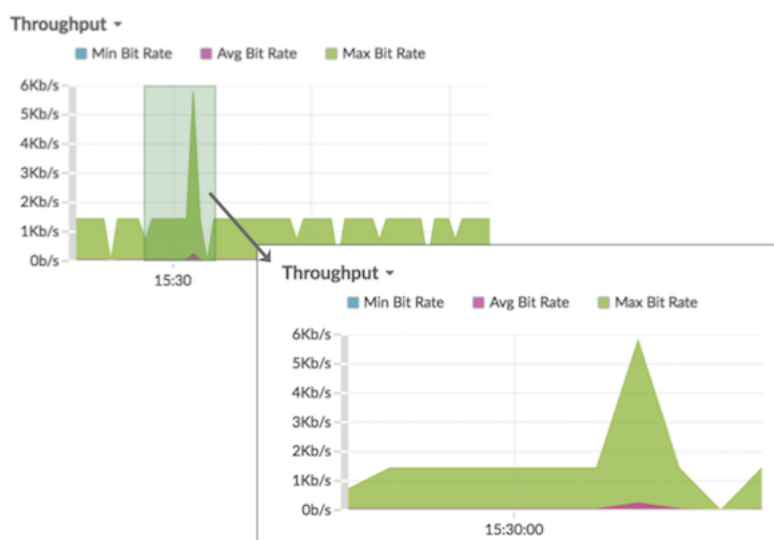 Throughput
Min Bit Rate Avg Bit Rate Max Bit Rate
6Kb/s
5Kb/s
4Kb/s
3Kb/s
2Kb/s
1Kb/s
0b/s
15:30
Throughput
Min Bit Rate Avg Bit Rate Max Bit Rate
6Kb/s
5Kb/s
4Kb/s
3Kb/s
2Kb/s
1Kb/s
0b/s
15:30:00